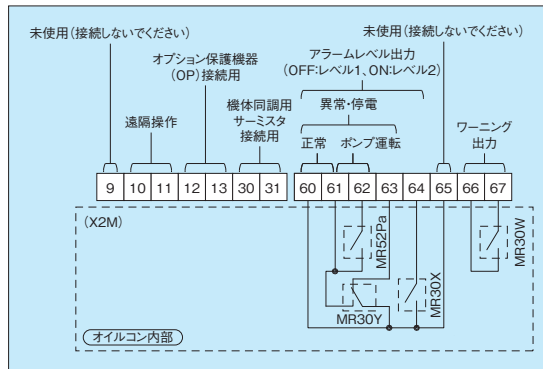 未使用(接続しないでください)
未使用(接続しないでください)
オプション保護機器
(OP)接続用
アラームレベル出力
(OFF:レベル1、ON:レベル2)
遠隔操作
機体同調用
サーミスタ
接続用
異常・停電
正常
ポンプ運転
ワーニング
出力
9 10 11 12 13 30 31 60 61 62 63 64 65 66 67
(X2M)
MR52Pa
MR30Y
MR30X
MR30W
オイルコン内部